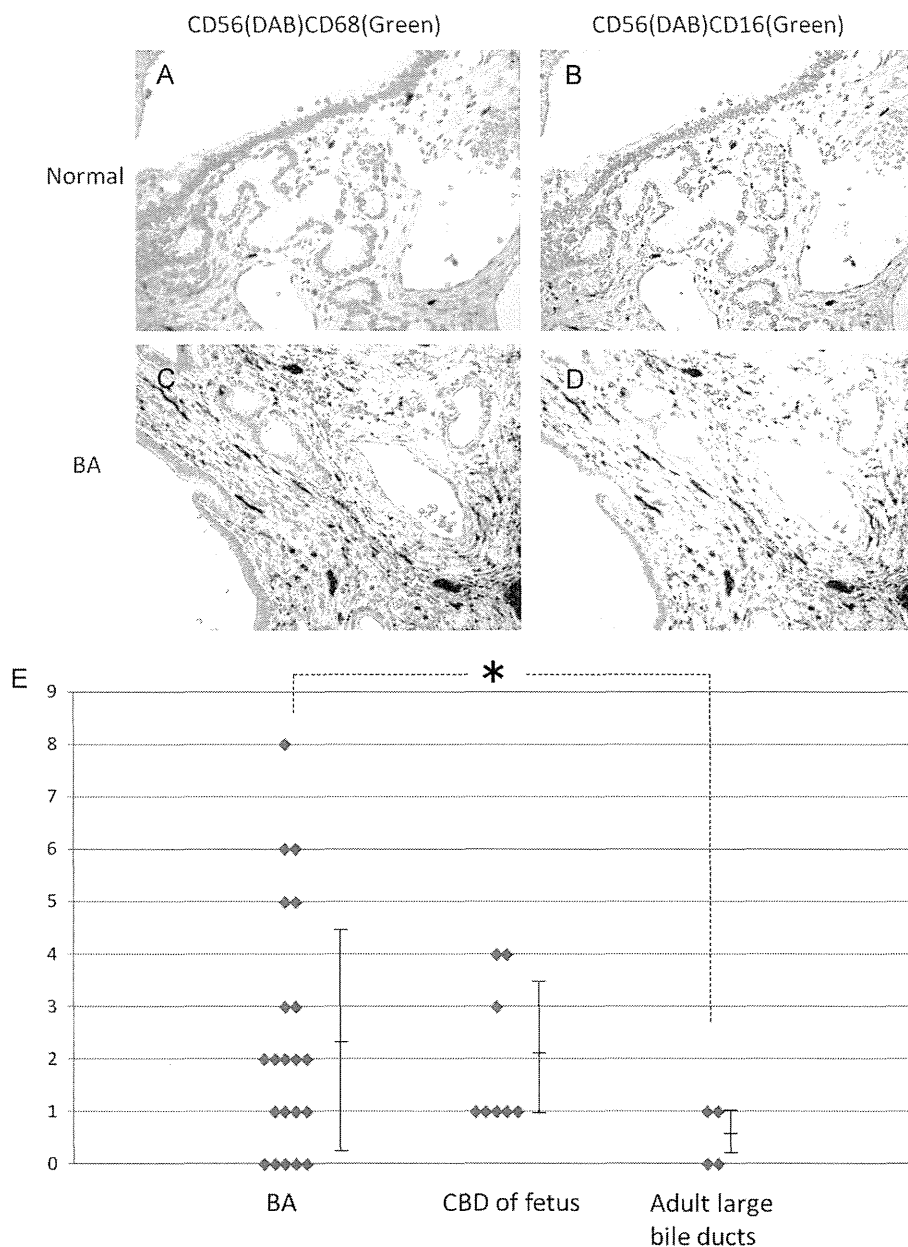 CD56(DAB)CD68(Green) CD56(DAB)CD16(Green)
A B
Normal
C D
BA
E
*
9
8
7
6
5
4
3
2
1
0
BA CBD of fetus Adult large
bile ducts